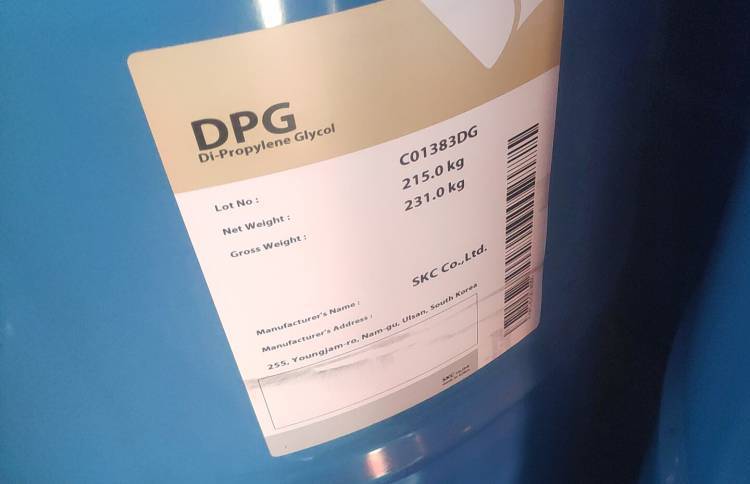 DPG
Di-Propylene Glycol
Lot No : C01383DG
Net Weight : 215.0 kg
Gross Weight : 231.0 kg
Manufacturer's Name : SKC Co.,Ltd.
Manufacturer's Address :
255, Youngjam-ro, Nam-gu, Ulsan, South Korea